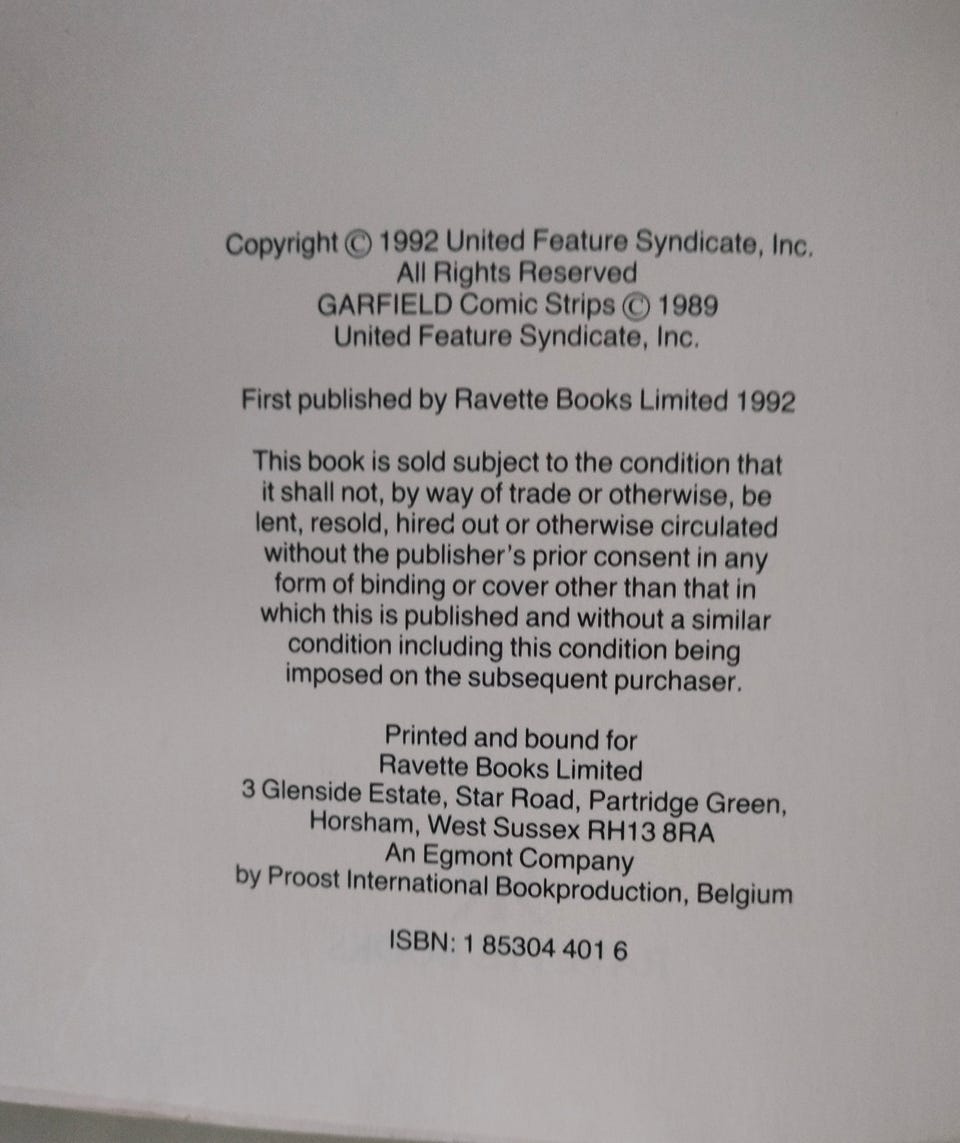 Copyright © 1992 United Feature Syndicate, Inc.
All Rights Reserved
GARFIELD Comic Strips © 1989
United Feature Syndicate, Inc.
First published by Ravette Books Limited 1992
This book is sold subject to the condition that
it shall not, by way of trade or otherwise, be
lent, resold, hired out or otherwise circulated
without the publisher's prior consent in any
form of binding or cover other than that in
which this is published and without a similar
condition including this condition being
imposed on the subsequent purchaser.
Printed and bound for
Ravette Books Limited
3 Glenside Estate, Star Road, Partridge Green,
Horsham, West Sussex RH13 8RA
An Egmont Company
by Proost International Bookproduction, Belgium
ISBN: 1 85304 401 6